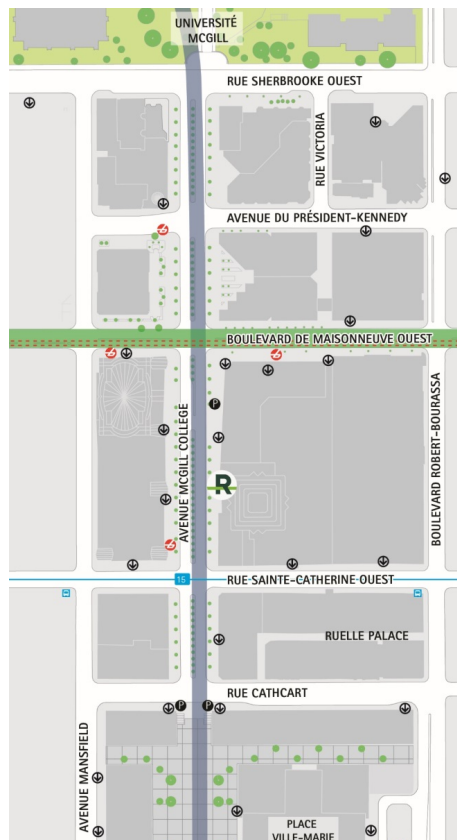 UNIVERSITÉ
MCGILL
RUE SHERBROOKE OUEST
RUE VICTORIA
AVENUE DU PRÉSIDENT-KENNEDY
BOULEVARD DE MAISONNEUVE OUEST
P
AVENUE MCGILL COLLEGE
BOULEVARD ROBERT-BOURASSA
R
15
RUE SAINTE-CATHERINE OUEST
RUELLE PALACE
RUE CATHCART
P
P
AVENUE MANSFIELD
PLACE
VILLE-MARIE